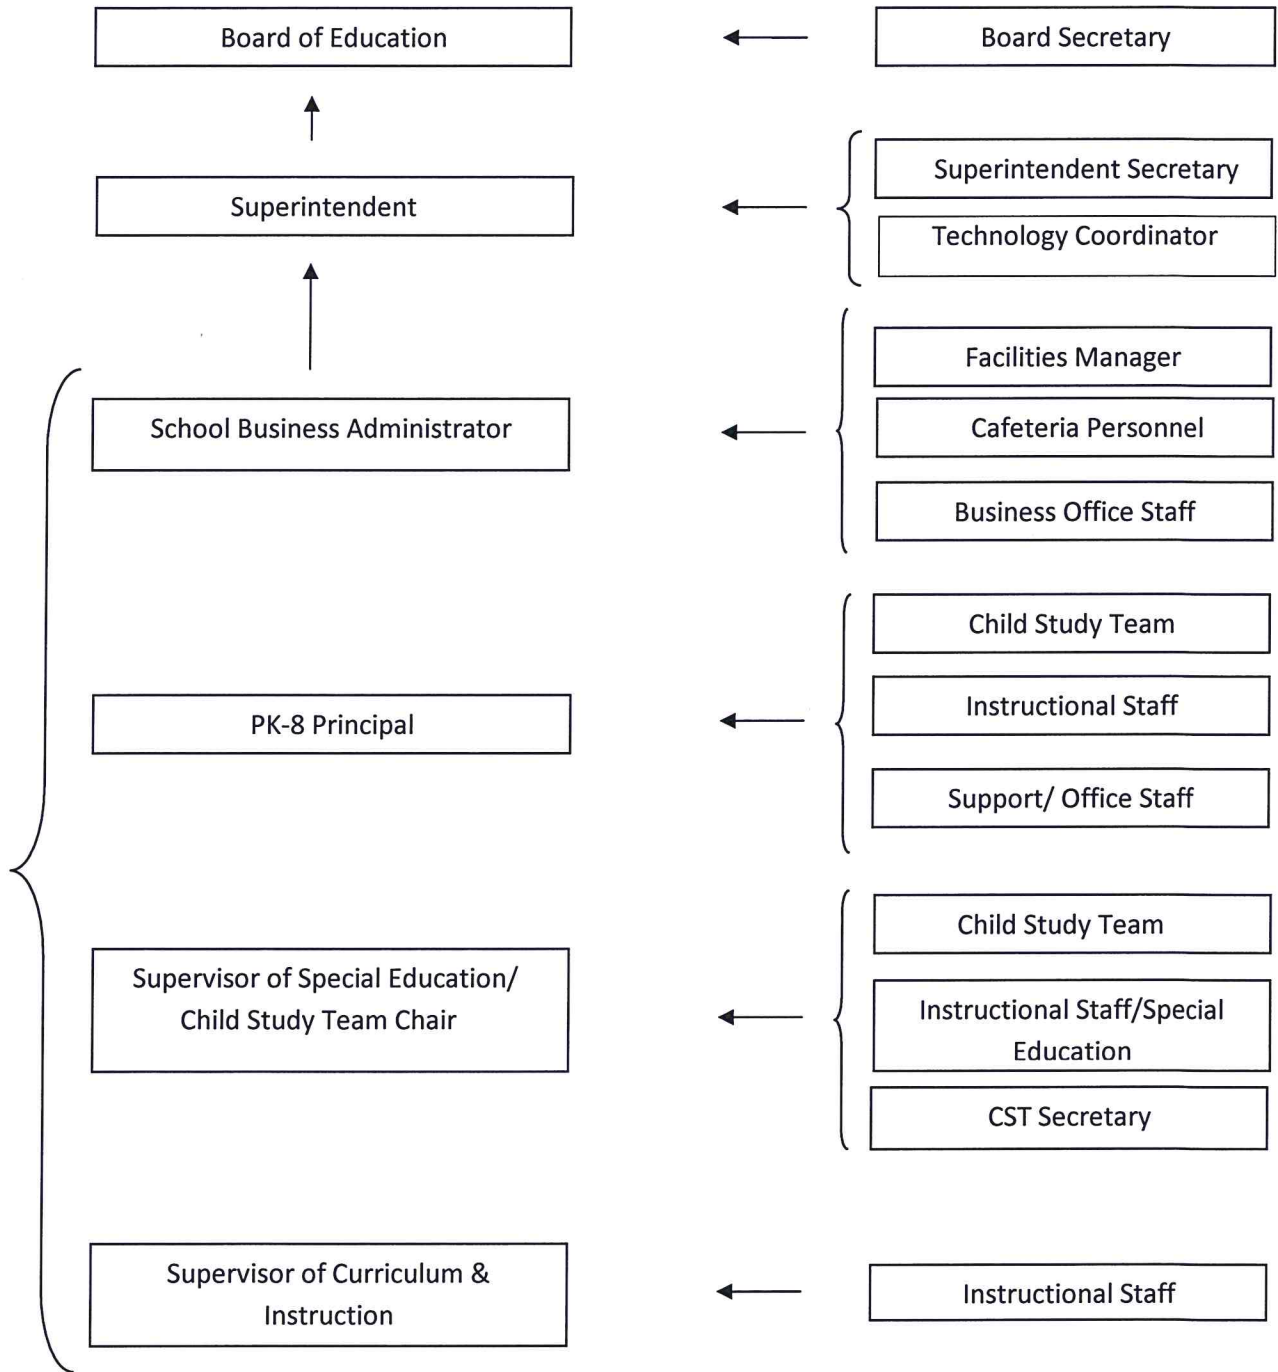 Board of Education
Board Secretary
Superintendent
Superintendent Secretary
Technology Coordinator
School Business Administrator
Facilities Manager
Cafeteria Personnel
Business Office Staff
PK-8 Principal
Child Study Team
Instructional Staff
Support/ Office Staff
Supervisor of Special Education/
Child Study Team Chair
Child Study Team
Instructional Staff/Special
Education
CST Secretary
Supervisor of Curriculum &
Instruction
Instructional Staff